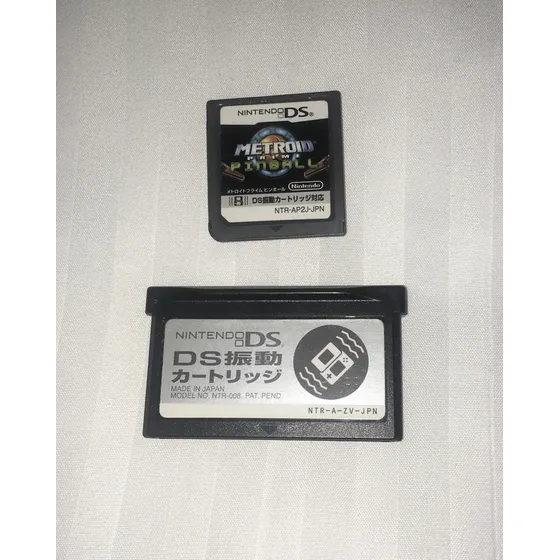 NINTENDO DS®
METROID
PRIME
PINBALL
メトロイドプライム ピンボール
Nintendo
DS振動カートリッジ対応
NTR-AP2J-JPN
NINTENDO DS™
DS振動
カートリッジ
MADE IN JAPAN
MODEL NO. NTR-008. PAT. PEND.
NTR-A-ZV-JPN